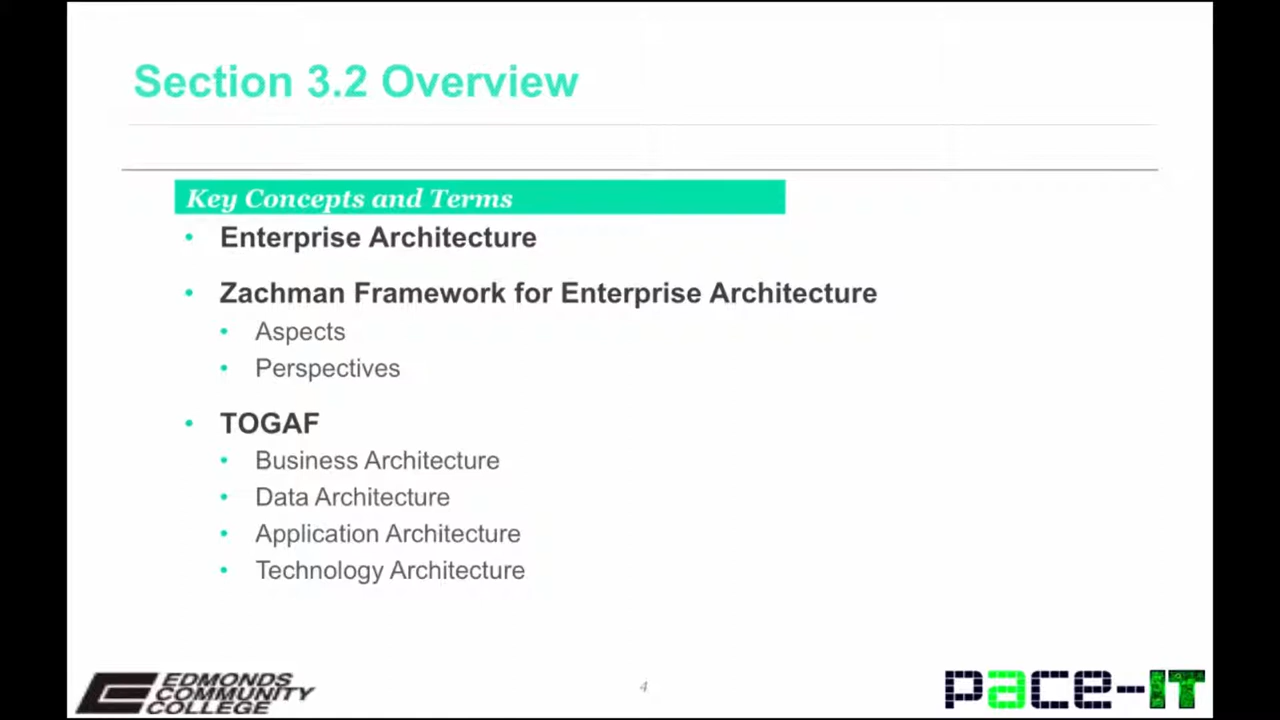 Section 3.2 Overview
Key Concepts and Terms
• Enterprise Architecture
• Zachman Framework for Enterprise Architecture
• Aspects
• Perspectives
• TOGAF
• Business Architecture
• Data Architecture
• Application Architecture
• Technology Architecture
EDMONDS
COMMUNITY
COLLEGE
4
pace-IT